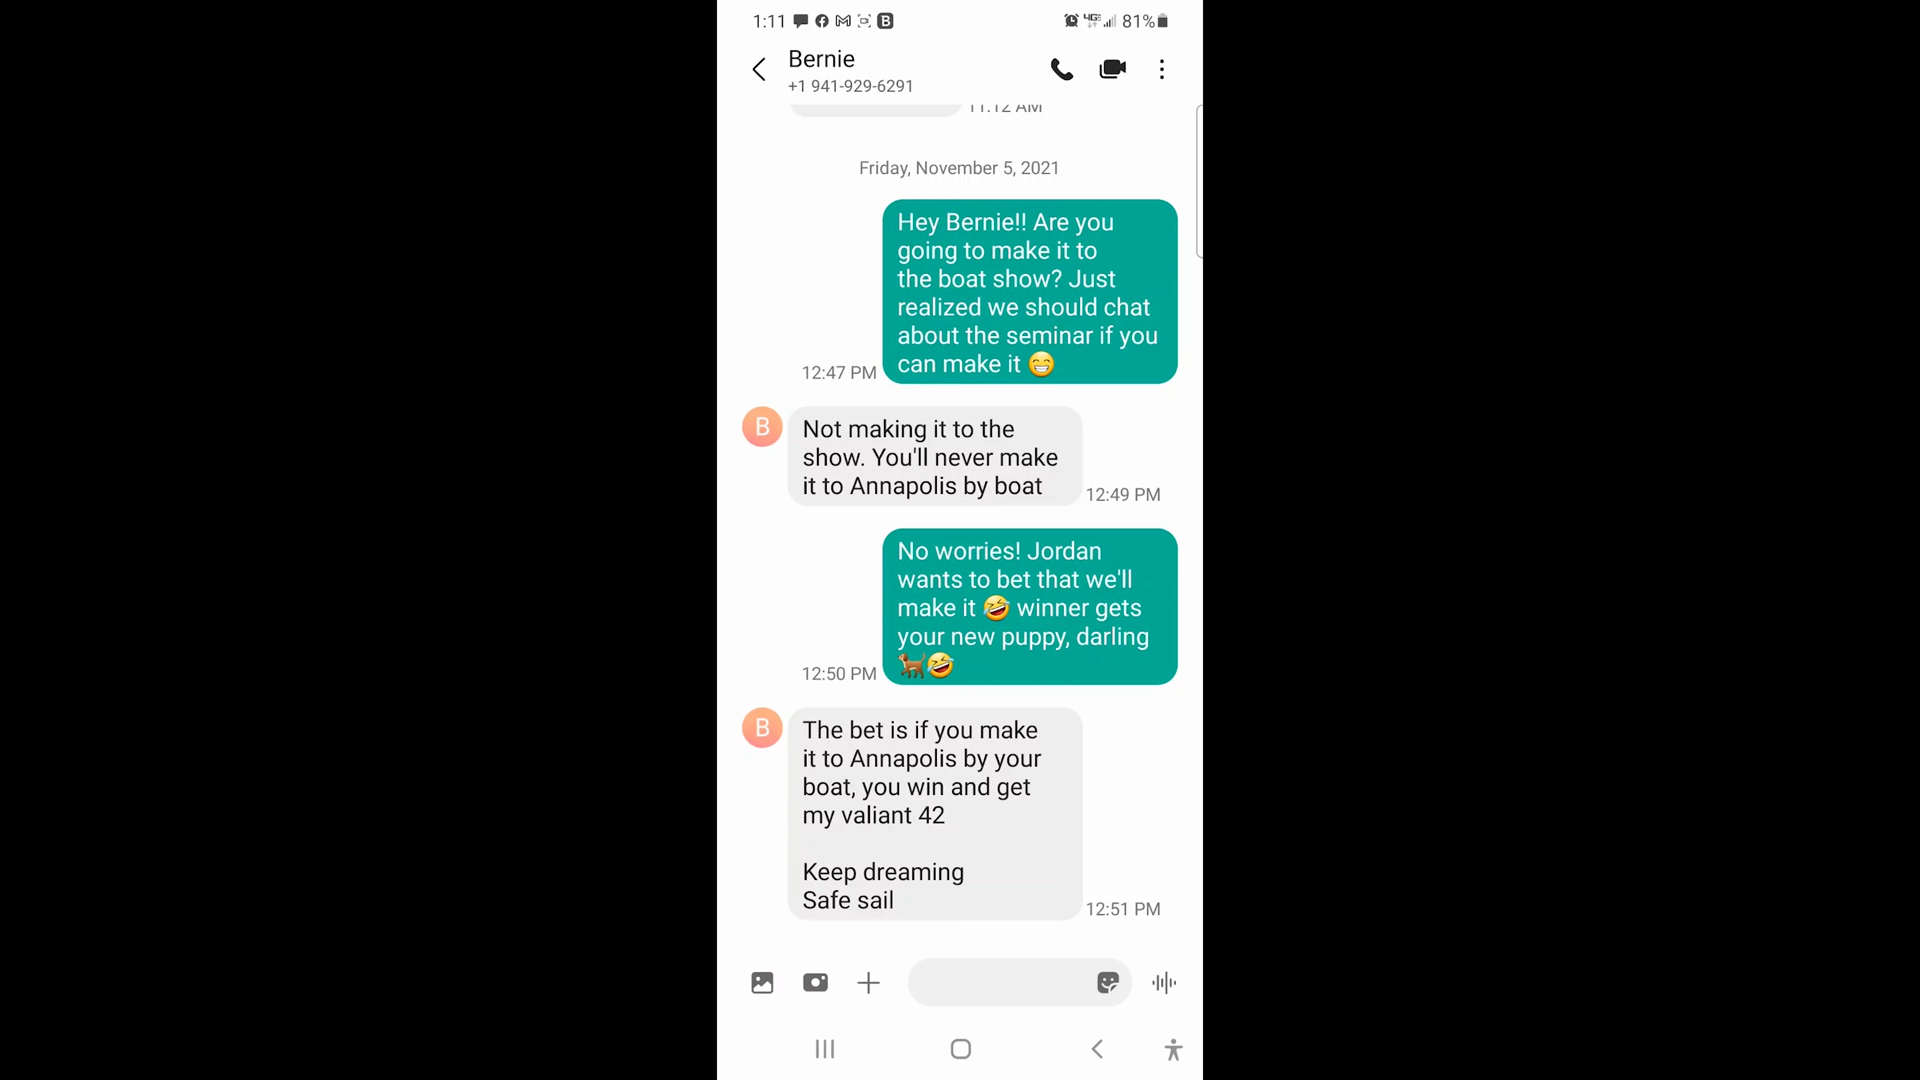 1:11
81%
Bernie
+1 941-929-6291
11:12 AM
Friday, November 5, 2021
Hey Bernie!! Are you
going to make it to
the boat show? Just
realized we should chat
about the seminar if you
can make it 😁
12:47 PM
B
Not making it to the
show. You'll never make
it to Annapolis by boat
12:49 PM
No worries! Jordan
wants to bet that we'll
make it 🤣 winner gets
your new puppy, darling
🐕🤣
12:50 PM
B
The bet is if you make
it to Annapolis by your
boat, you win and get
my valiant 42
Keep dreaming
Safe sail
12:51 PM